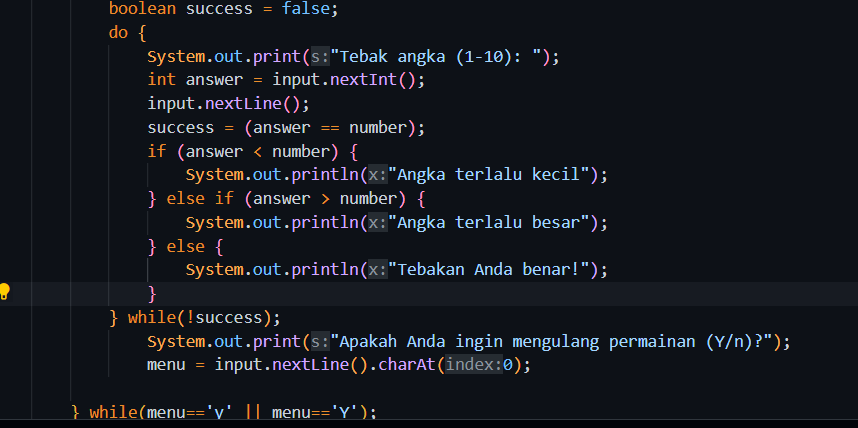 boolean success = false;
do {
System.out.print(s:"Tebak angka (1-10): ");
int answer = input.nextInt();
input.nextLine();
success = (answer == number);
if (answer < number) {
System.out.println(x:"Angka terlalu kecil");
} else if (answer > number) {
System.out.println(x:"Angka terlalu besar");
} else {
System.out.println(x:"Tebakan Anda benar!");
}
} while(!success);
System.out.print(s:"Apakah Anda ingin mengulang permainan (Y/n)?");
menu = input.nextLine().charAt(index:0);
} while(menu=='y' || menu=='Y');